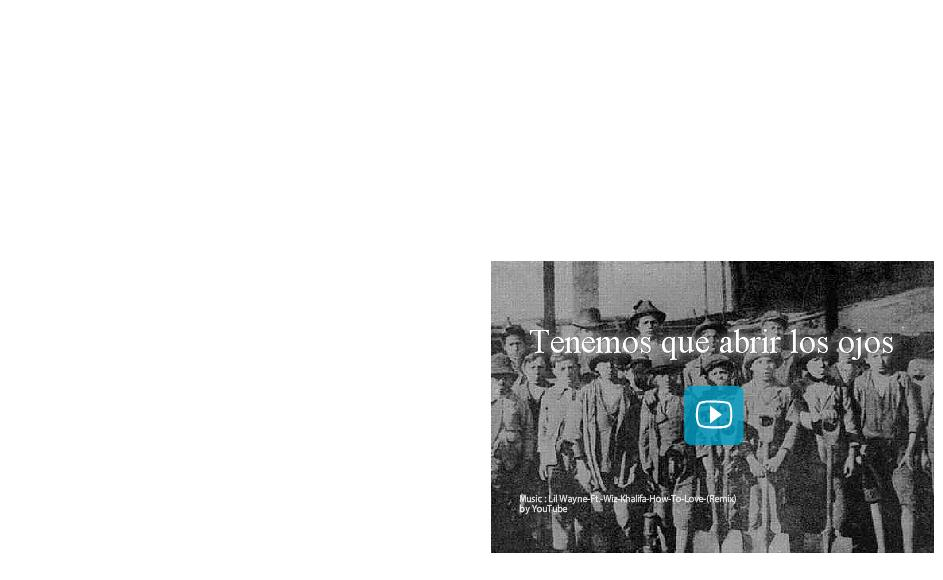 Tenemos que abrir los ojos
Music : Lil Wayne-Ft.-Wiz-Khalifa-How-To-Love-(Remix)
by YouTube